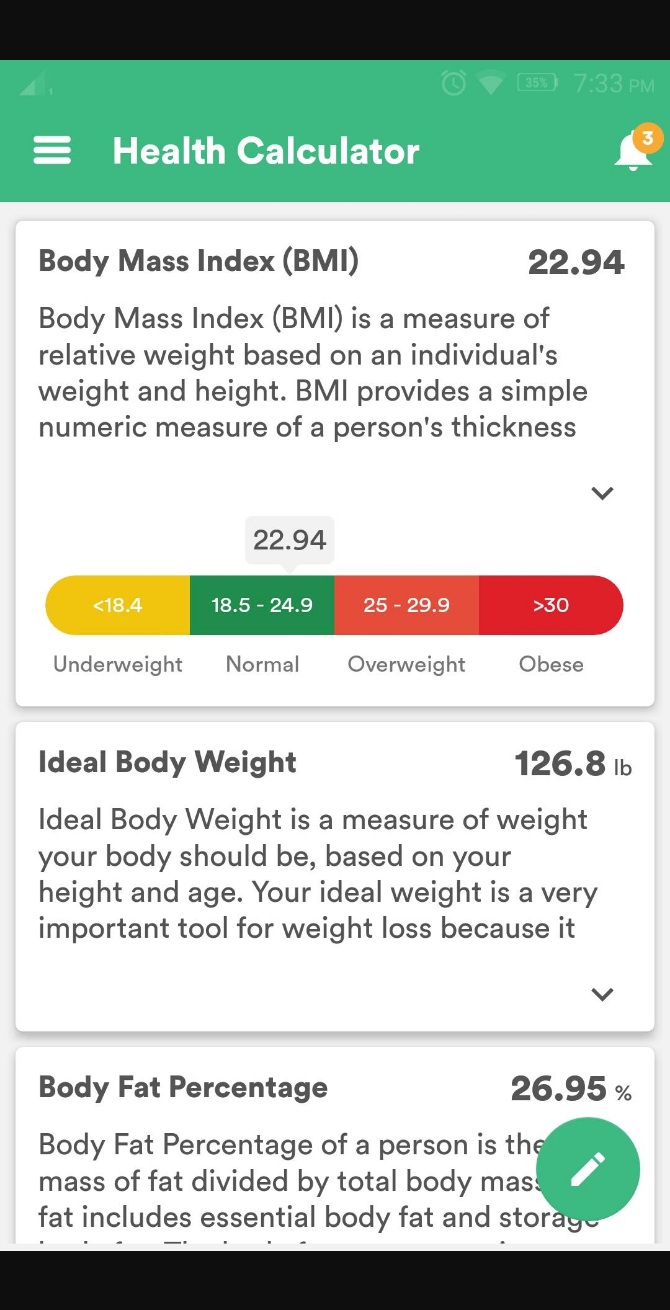 1
35%
7:33 PM
Health Calculator
3
Body Mass Index (BMI)
22.94
Body Mass Index (BMI) is a measure of
relative weight based on an individual's
weight and height. BMI provides a simple
numeric measure of a person's thickness
22.94
<18.4
18.5 - 24.9
25 - 29.9
>30
Underweight
Normal
Overweight
Obese
Ideal Body Weight
126.8 lb
Ideal Body Weight is a measure of weight
your body should be, based on your
height and age. Your ideal weight is a very
important tool for weight loss because it
Body Fat Percentage
26.95 %
Body Fat Percentage of a person is the
mass of fat divided by total body mass
fat includes essential body fat and storage